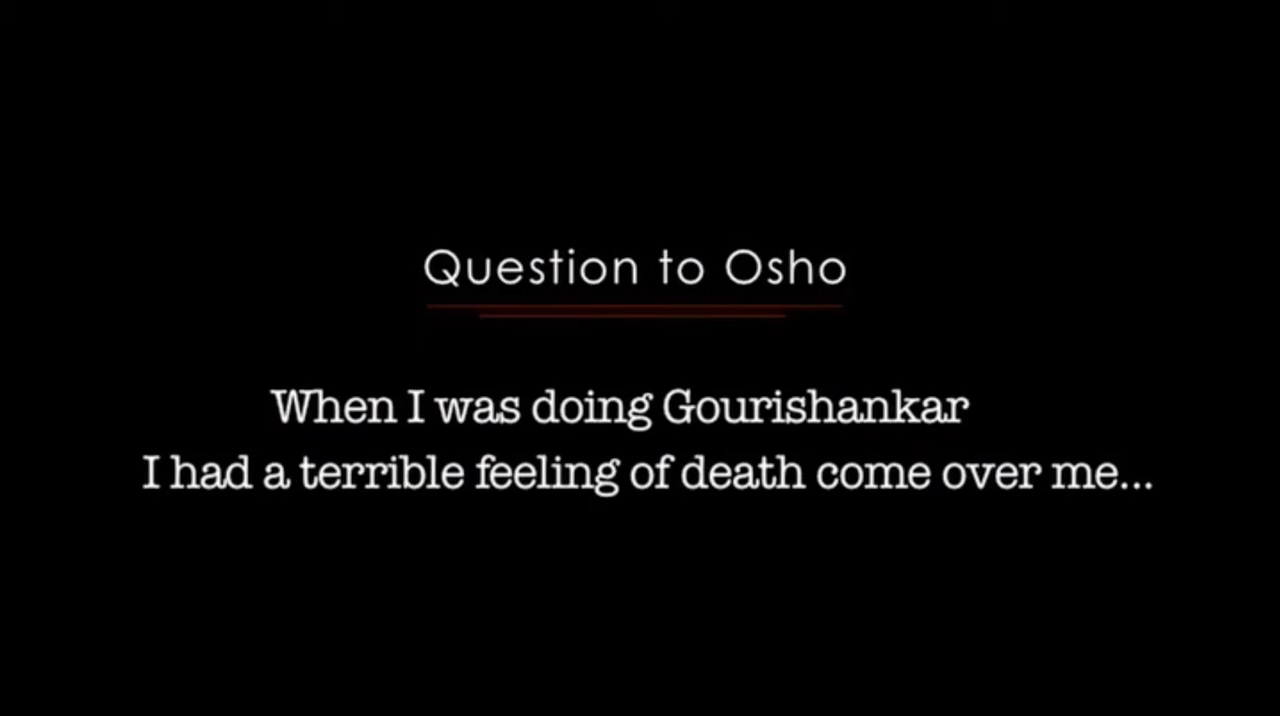 Question to Osho
When I was doing Gourishankar
I had a terrible feeling of death come over me...